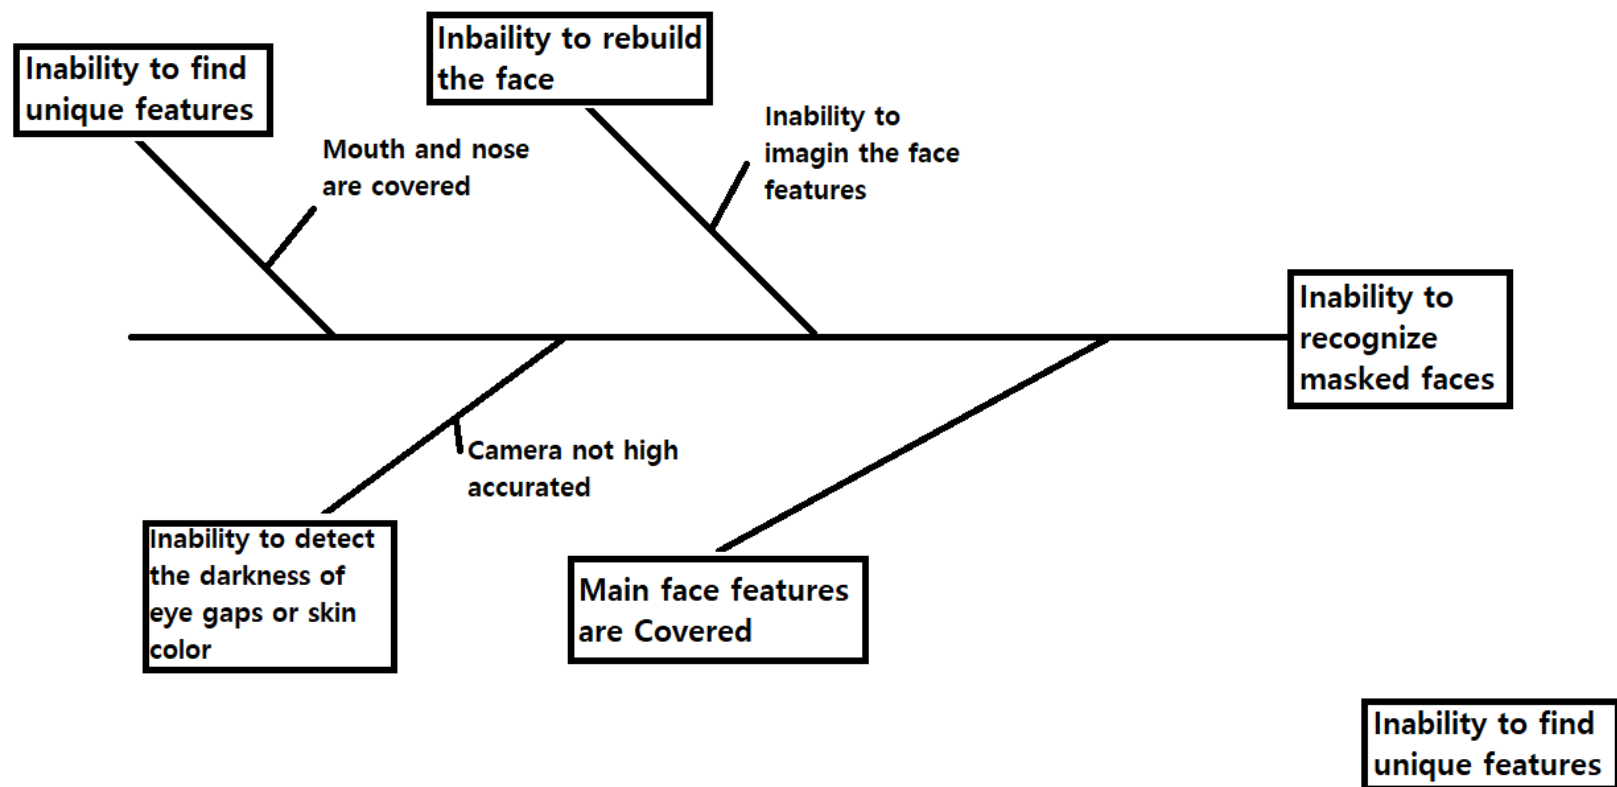 Inability to find
unique features
Inbaility to rebuild
the face
Mouth and nose
are covered
Inability to
imagin the face
features
Inability to
recognize
masked faces
Camera not high
accurated
Inability to detect
the darkness of
eye gaps or skin
color
Main face features
are Covered
Inability to find
unique features